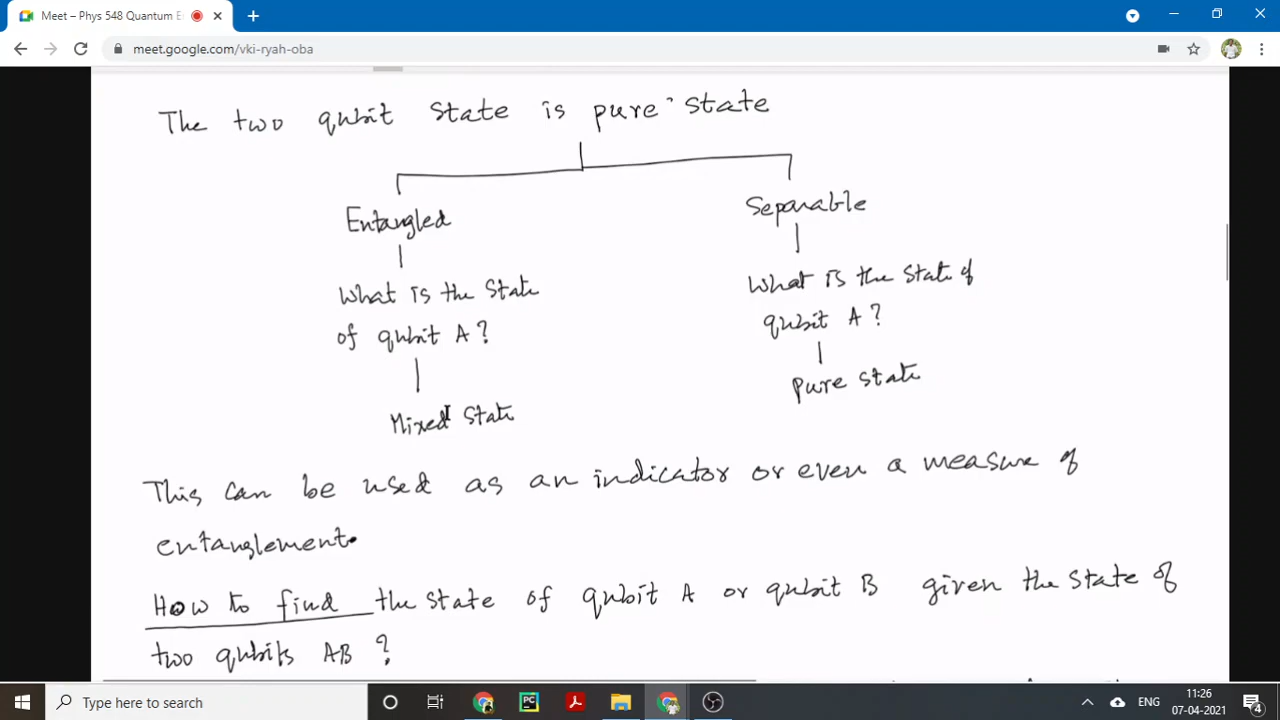 Meet – Phys 548 Quantum E
meet.google.com/vki-ryah-oba
The two qubit state is pure state
Entangled
Separable
What is the state
of qubit A?
What is the state of
qubit A?
Mixed state
pure state
This can be used as an indicator or even a measure of
entanglement.
How to find the state of qubit A or qubit B given the state of
two qubits AB ?
Type here to search
ENG
11:26
07-04-2021
4